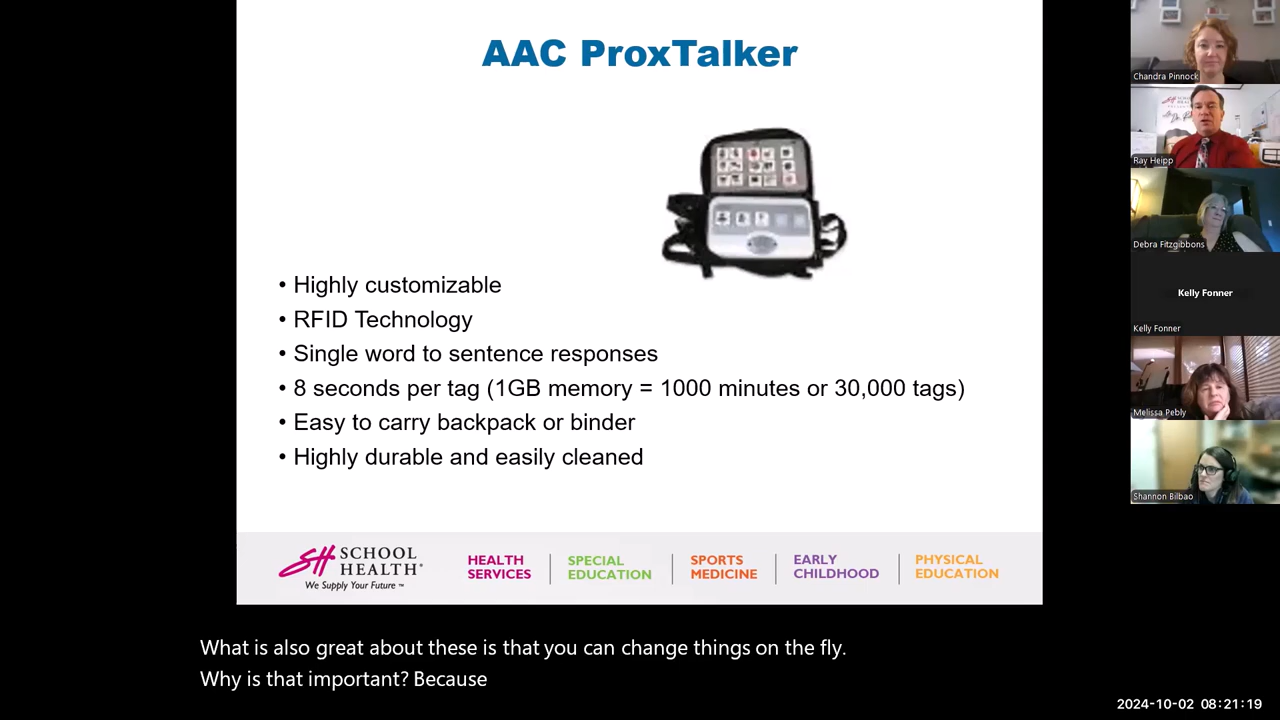 AAC ProxTalker
• Highly customizable
• RFID Technology
• Single word to sentence responses
• 8 seconds per tag (1GB memory = 1000 minutes or 30,000 tags)
• Easy to carry backpack or binder
• Highly durable and easily cleaned
SH SCHOOL HEALTH®
We Supply Your Future™
HEALTH SERVICES
SPECIAL EDUCATION
SPORTS MEDICINE
EARLY CHILDHOOD
PHYSICAL EDUCATION
What is also great about these is that you can change things on the fly.
Why is that important? Because
Chandra Pinnock
Ray Heipp
Debra Fitzgibbons
Kelly Fonner
Kelly Fonner
Melissa Pebly
Shannon Bilbao
2024-10-02 08:21:19